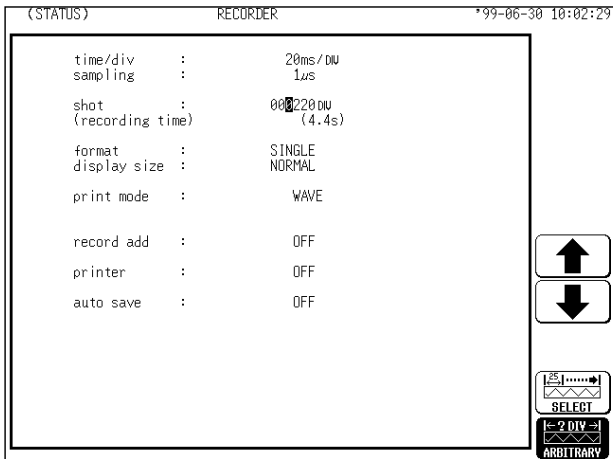 (STATUS) RECORDER '99-06-30 10:02:29
time/div : 20ms/DIV
sampling : 1μs
shot : 000220DIV
(recording time) (4.4s)
format : SINGLE
display size : NORMAL
print mode : WAVE
record add : OFF
printer : OFF
auto save : OFF
25
SELECT
? DIV
ARBITRARY